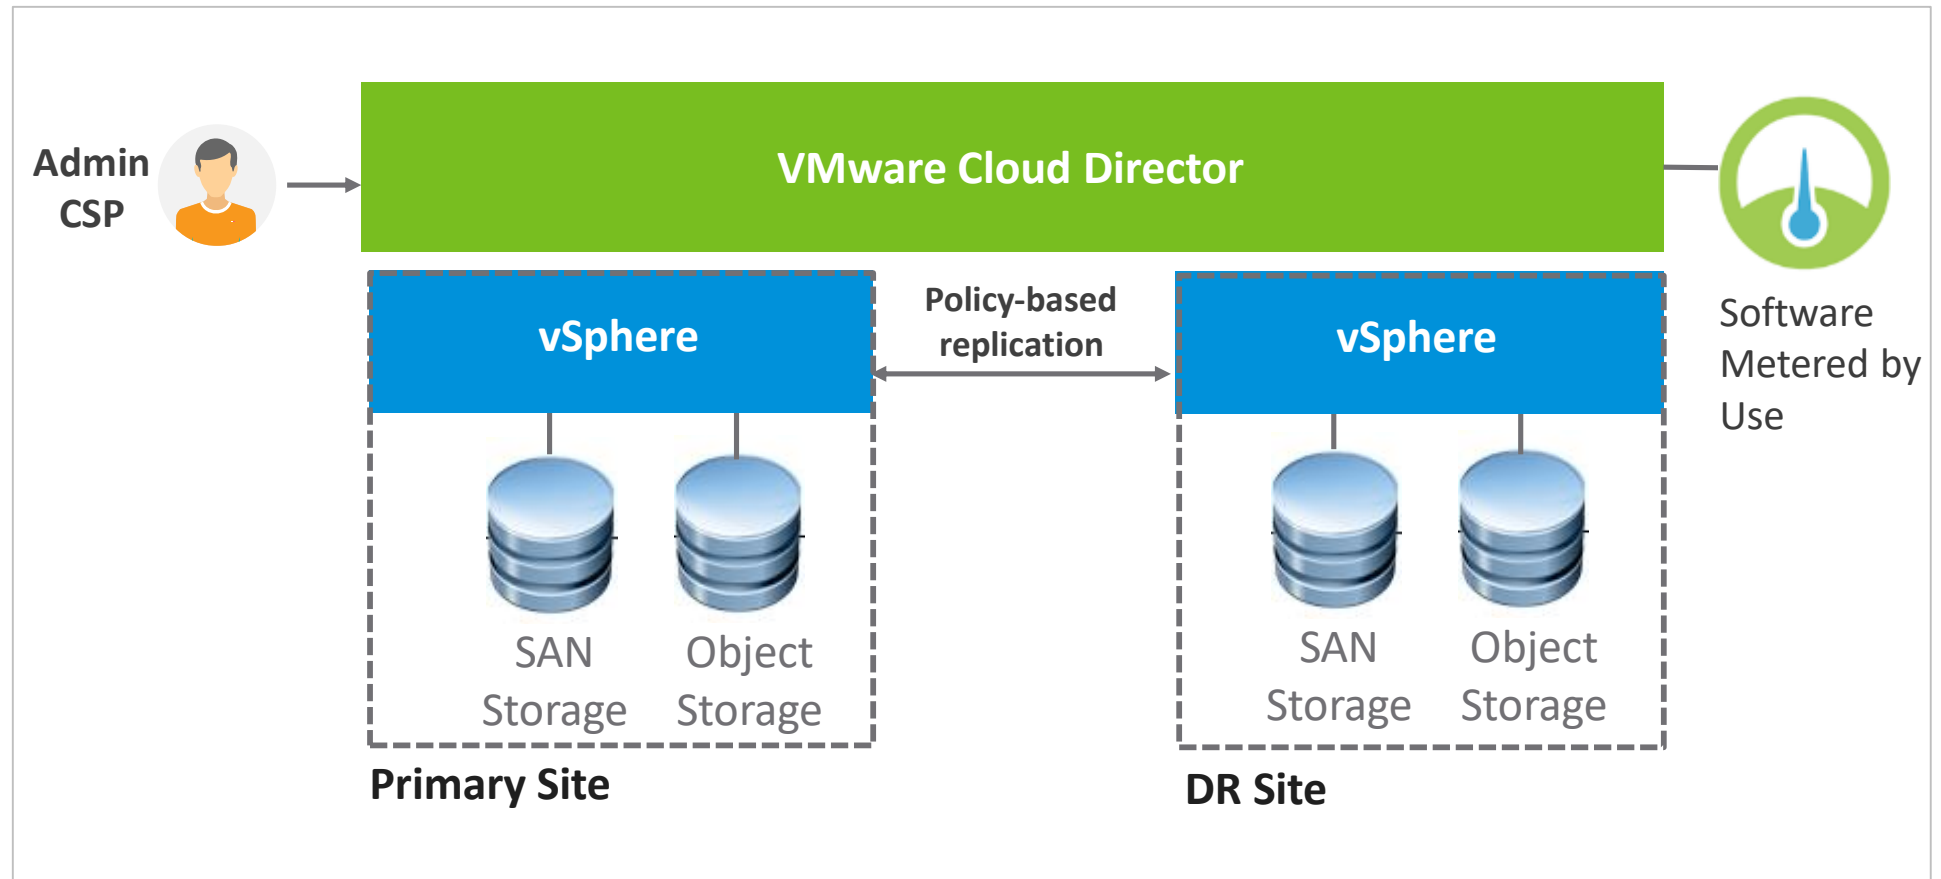 Admin
CSP
VMware Cloud Director
Software
Metered by
Use
vSphere
Policy-based
replication
vSphere
SAN
Storage
Object
Storage
SAN
Storage
Object
Storage
Primary Site
DR Site